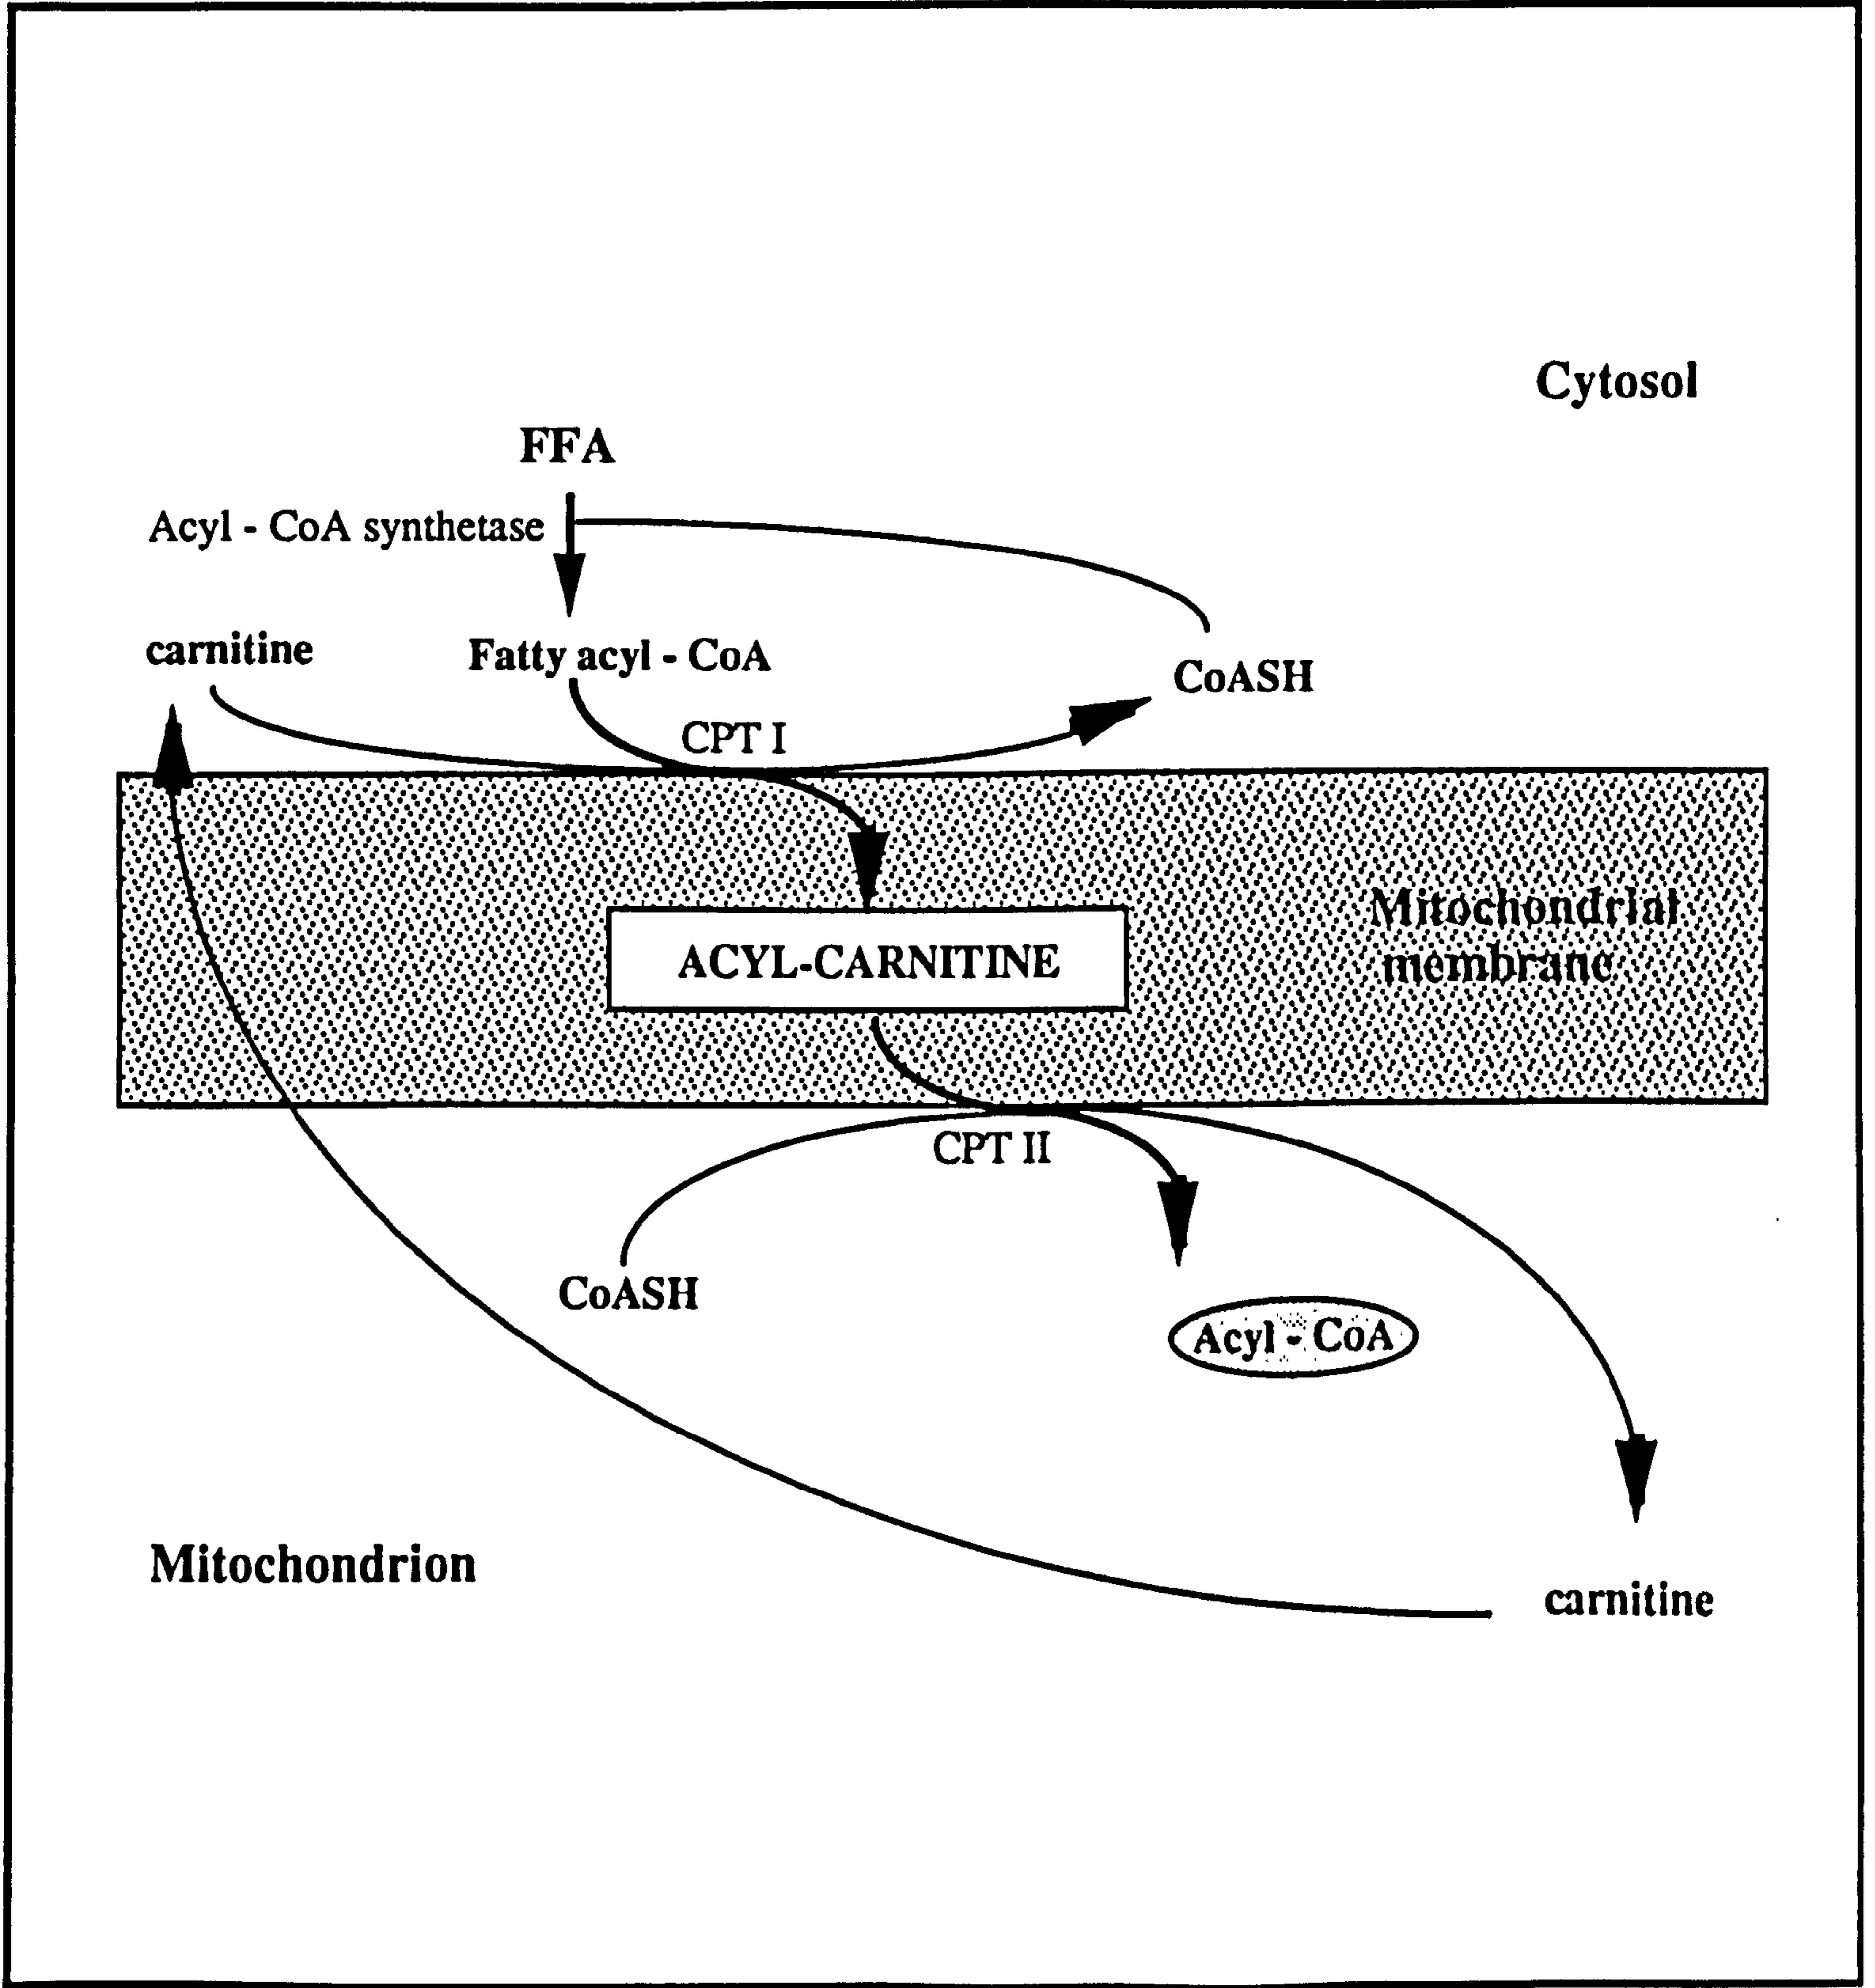 Cytosol
FFA
Acyl - CoA synthetase
carnitine
Fatty acyl - CoA
CoASH
CPT I
Mitochondrial
membrane
ACYL-CARNITINE
CPT II
CoASH
Acyl - CoA
Mitochondrion
carnitine